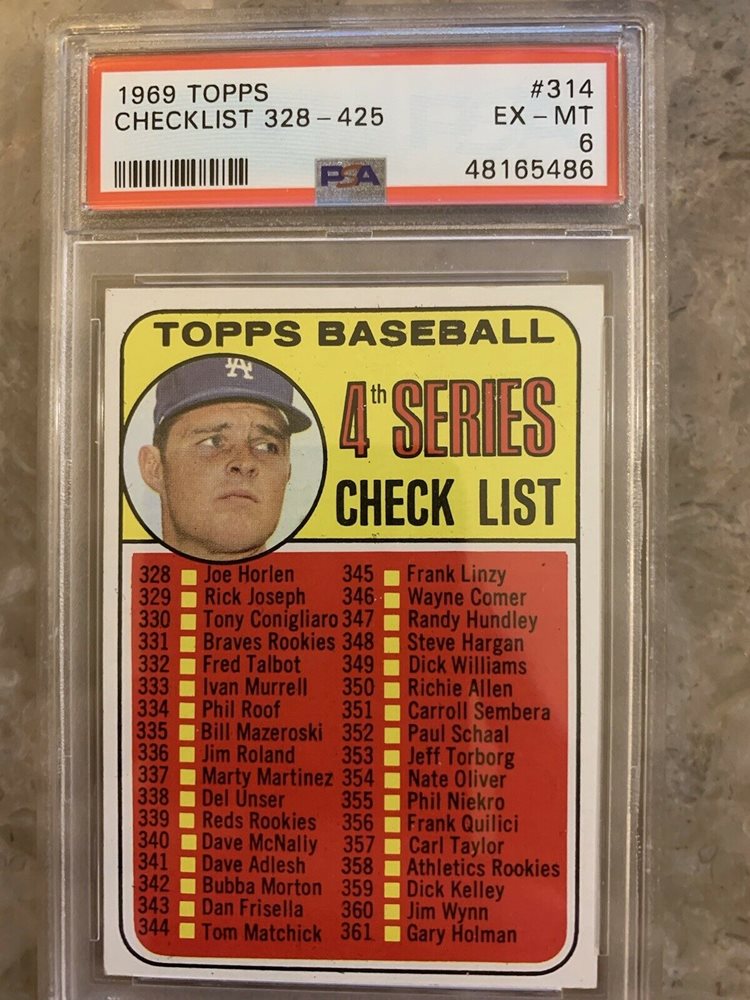 1969 TOPPS #314
CHECKLIST 328-425 EX-MT
6
PSA 48165486
TOPPS BASEBALL
LA
4th SERIES
CHECK LIST
328 Joe Horlen 345 Frank Linzy
329 Rick Joseph 346 Wayne Comer
330 Tony Conigliaro 347 Randy Hundley
331 Braves Rookies 348 Steve Hargan
332 Fred Talbot 349 Dick Williams
333 Ivan Murrell 350 Richie Allen
334 Phil Roof 351 Carroll Sembera
335 Bill Mazeroski 352 Paul Schaal
336 Jim Roland 353 Jeff Torborg
337 Marty Martinez 354 Nate Oliver
338 Del Unser 355 Phil Niekro
339 Reds Rookies 356 Frank Quilici
340 Dave McNally 357 Carl Taylor
341 Dave Adlesh 358 Athletics Rookies
342 Bubba Morton 359 Dick Kelley
343 Dan Frisella 360 Jim Wynn
344 Tom Matchick 361 Gary Holman